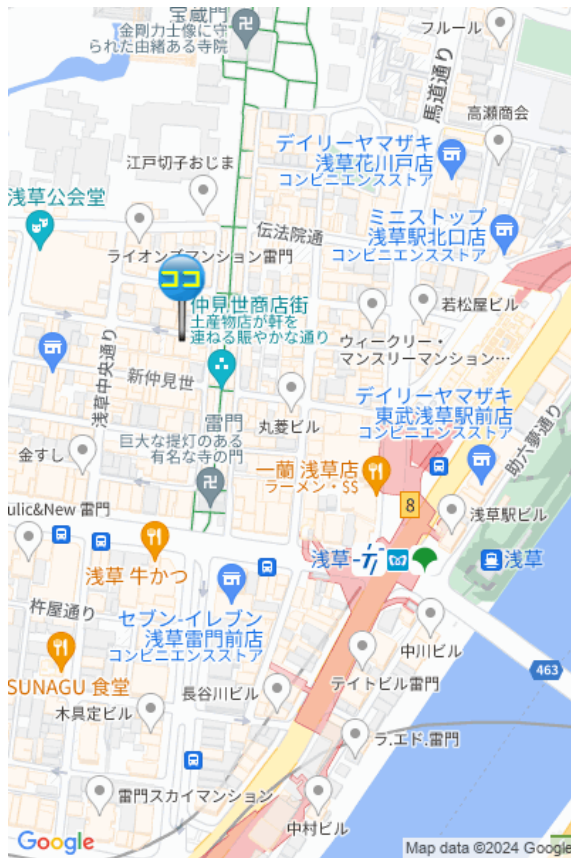 宝蔵門
金剛力士像に守
られた由緒ある寺院
フルール
馬道通り
高瀬商会
デイリーヤマザキ
浅草花川戸店
コンビニエンスストア
江戸切子おじま
浅草公会堂
ミニストップ
浅草駅北口店
コンビニエンスストア
伝法院通
ライオンズマンション雷門
ココ
仲見世商店街
土産物店が軒を
連ねる賑やかな通り
若松屋ビル
ウィークリー・
マンスリーマンション…
浅草中央通り
新仲見世
デイリーヤマザキ
東武浅草駅前店
コンビニエンスストア
助六夢通り
雷門
巨大な提灯のある
有名な寺の門
丸菱ビル
金すし
一蘭 浅草店
ラーメン・$$
8
浅草駅ビル
ulic&New 雷門
浅草
浅草
浅草 牛かつ
杵屋通り
セブン-イレブン
浅草雷門前店
コンビニエンスストア
中川ビル
463
SUNAGU 食堂
テイトビル雷門
長谷川ビル
木具定ビル
ラ.エド.雷門
雷門スカイマンション
中村ビル
Google
Map data ©2024 Google